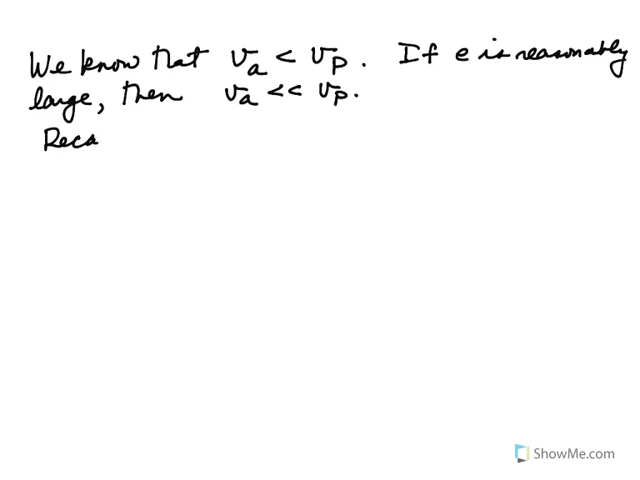 We know that va < vp. If e is reasonably
large, then va << vp.
Reca
ShowMe.com